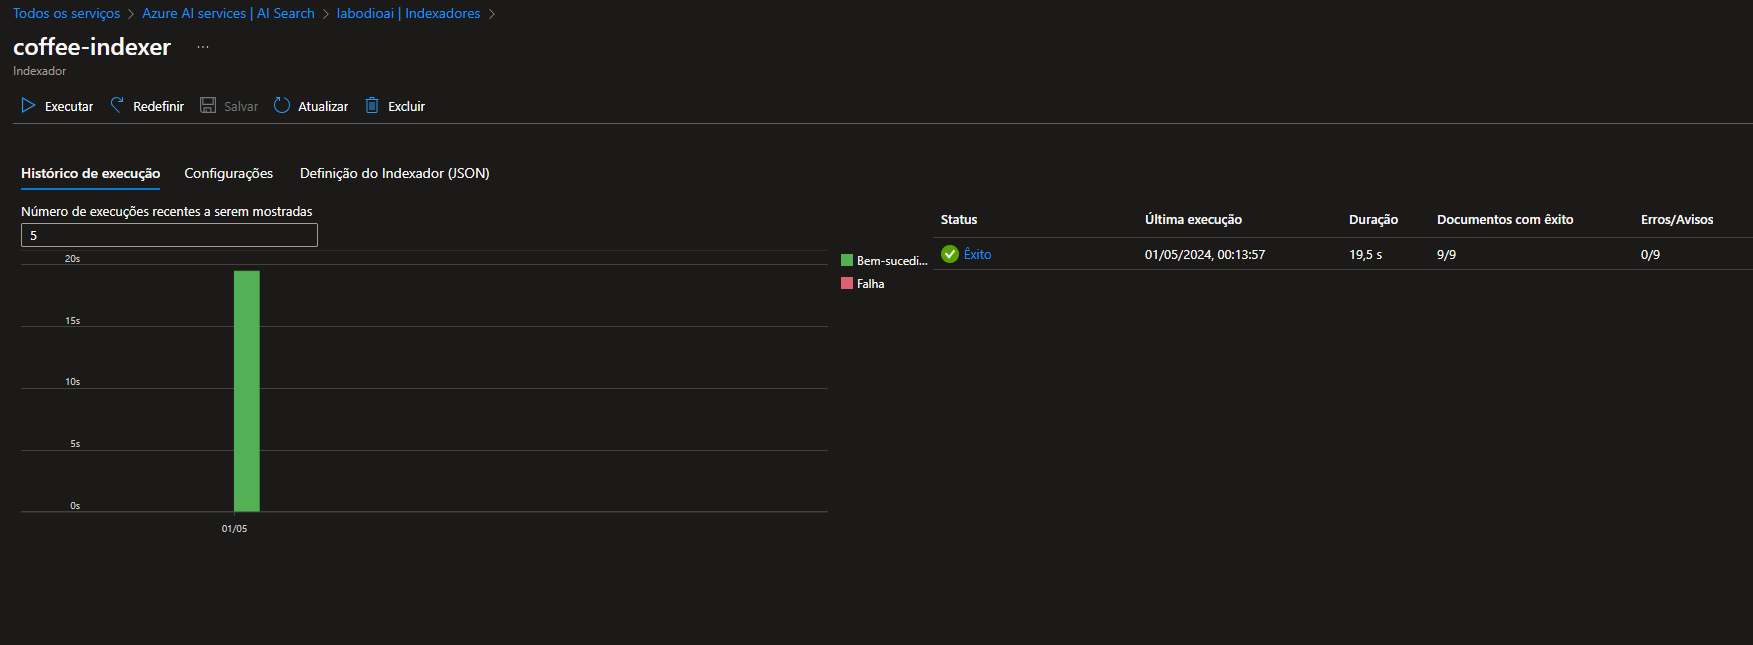 Todos os serviços > Azure AI services | AI Search > labodioai | Indexadores >
coffee-indexer ...
Indexador
Executar Redefinir Salvar Atualizar Excluir
Histórico de execução Configurações Definição do Indexador (JSON)
Número de execuções recentes a serem mostradas
5
20s
15s
10s
5s
0s
01/05
Bem-sucedi...
Falha
Status Última execução Duração Documentos com êxito Erros/Avisos
Êxito 01/05/2024, 00:13:57 19,5 s 9/9 0/9